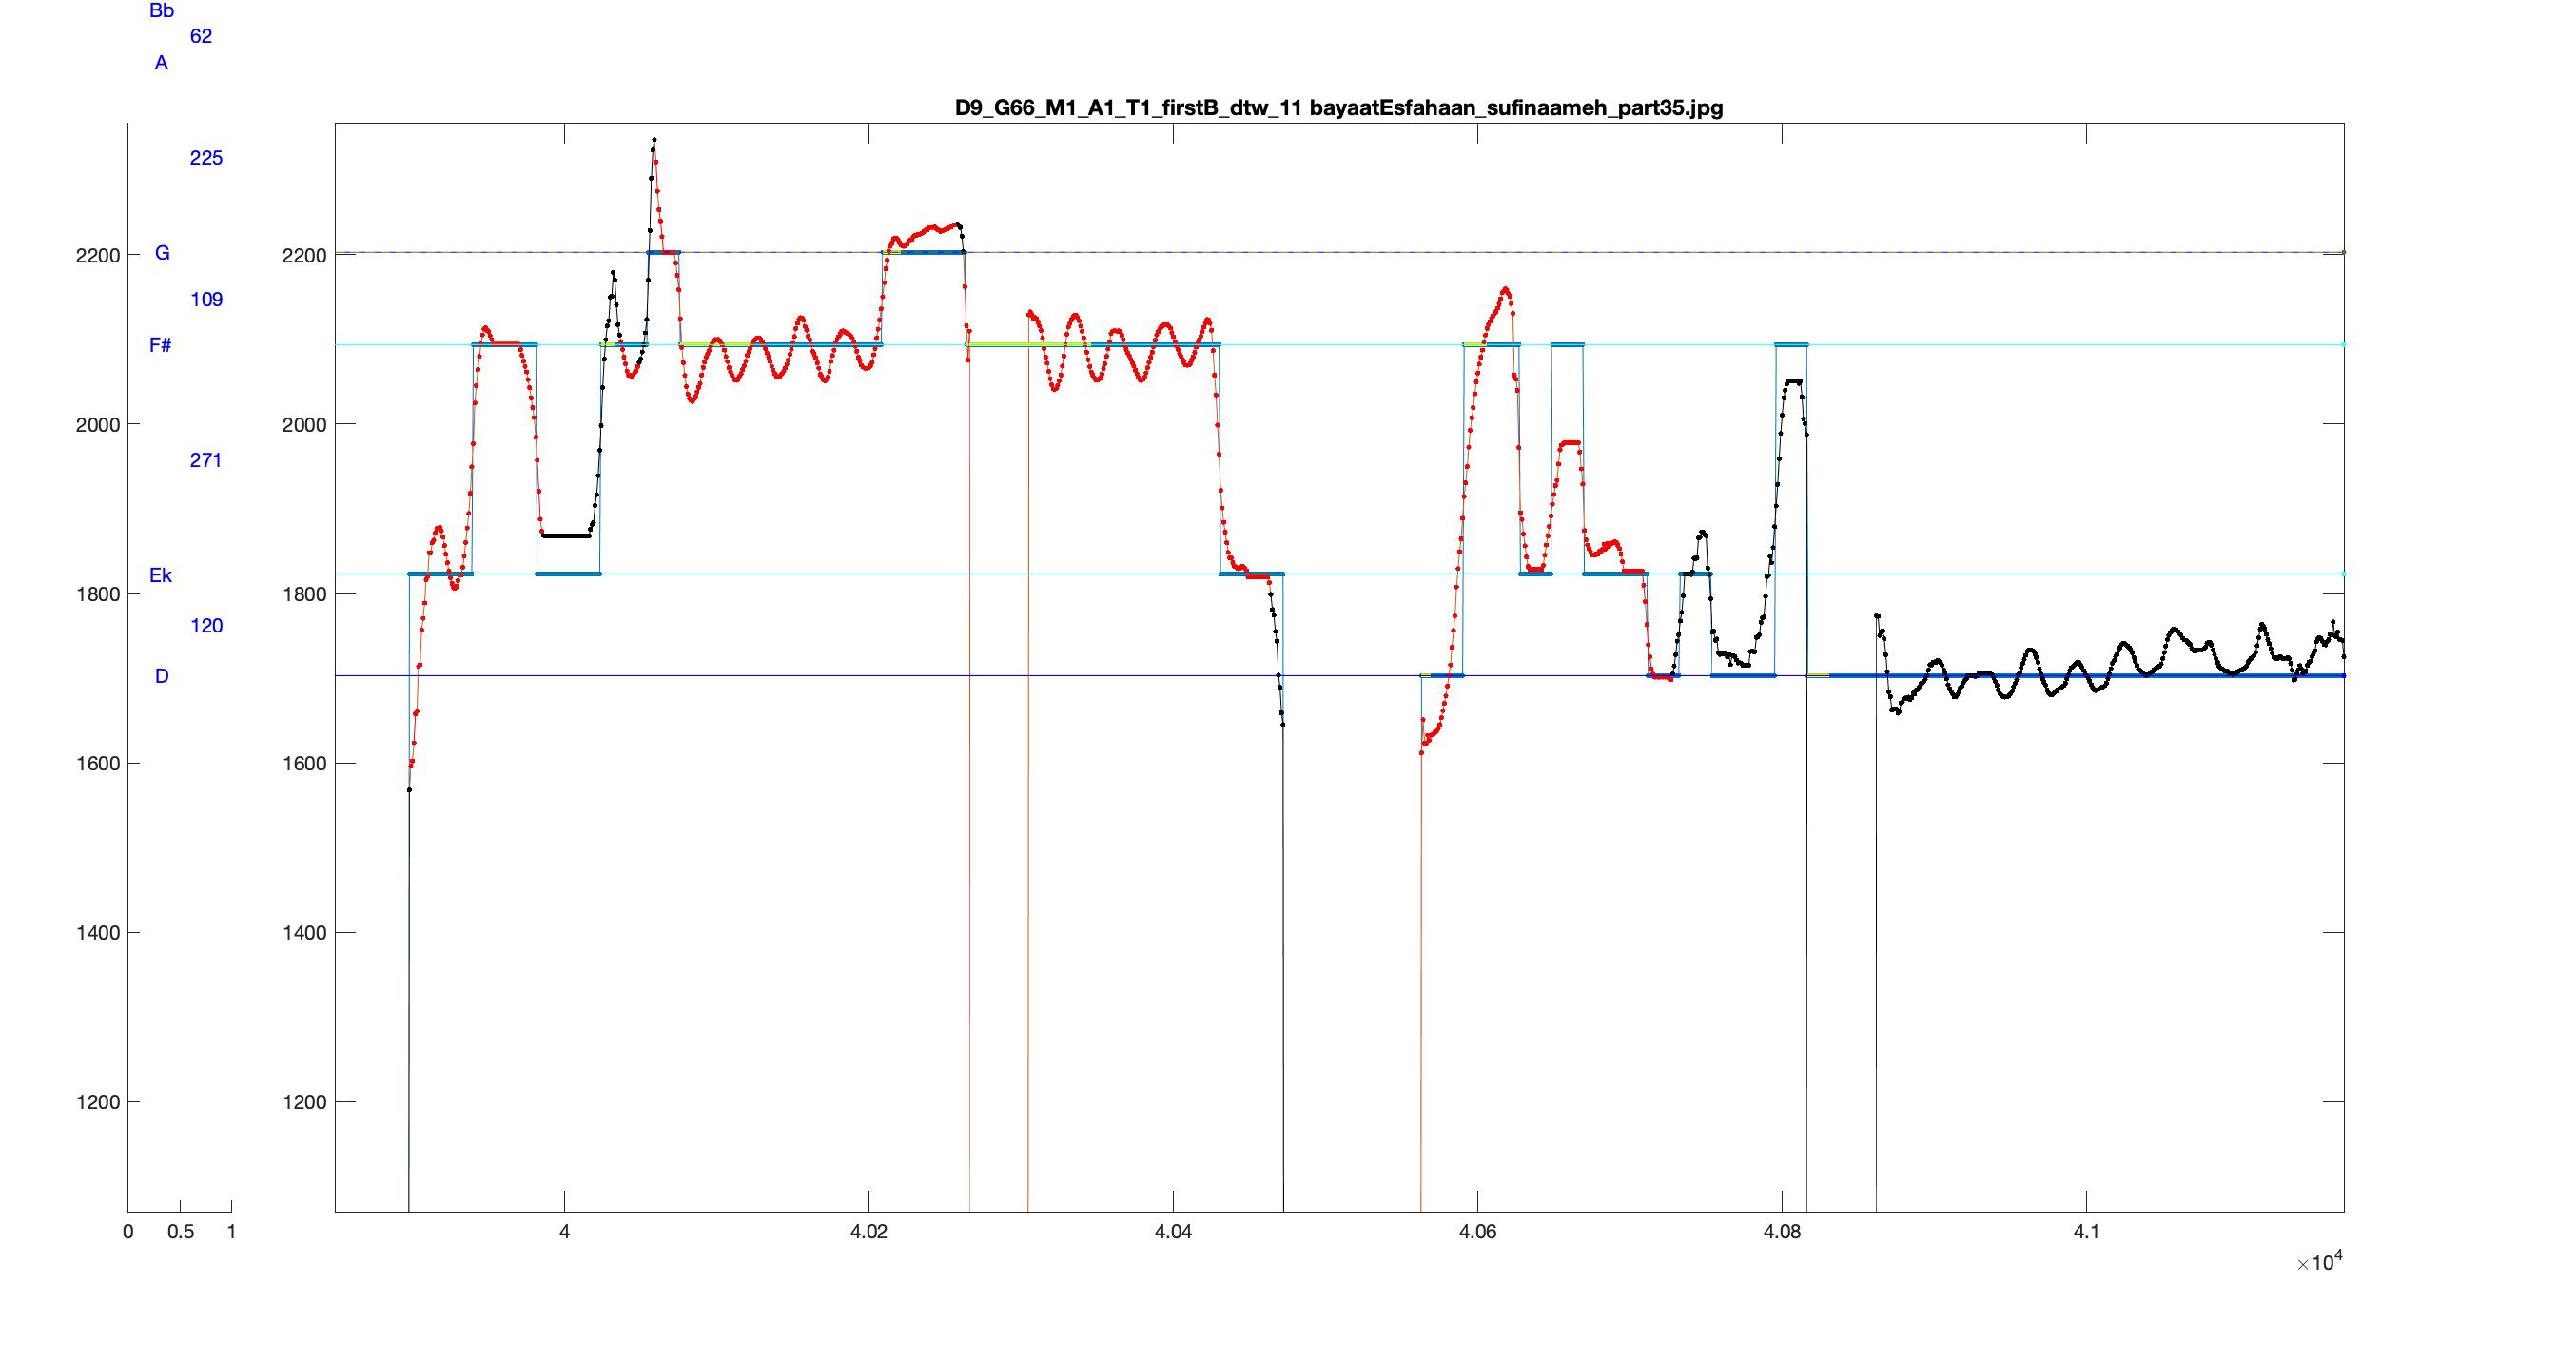 Bb
62
A
D9_G66_M1_A1_T1_firstB_dtw_11 bayaatEsfahaan_sufinaameh_part35.jpg
225
2200 G 2200
109
F#
2000 2000
271
Ek
1800 1800
120
D
1600 1600
1400 1400
1200 1200
0 0.5 1 4 4.02 4.04 4.06 4.08 4.1
×10⁴